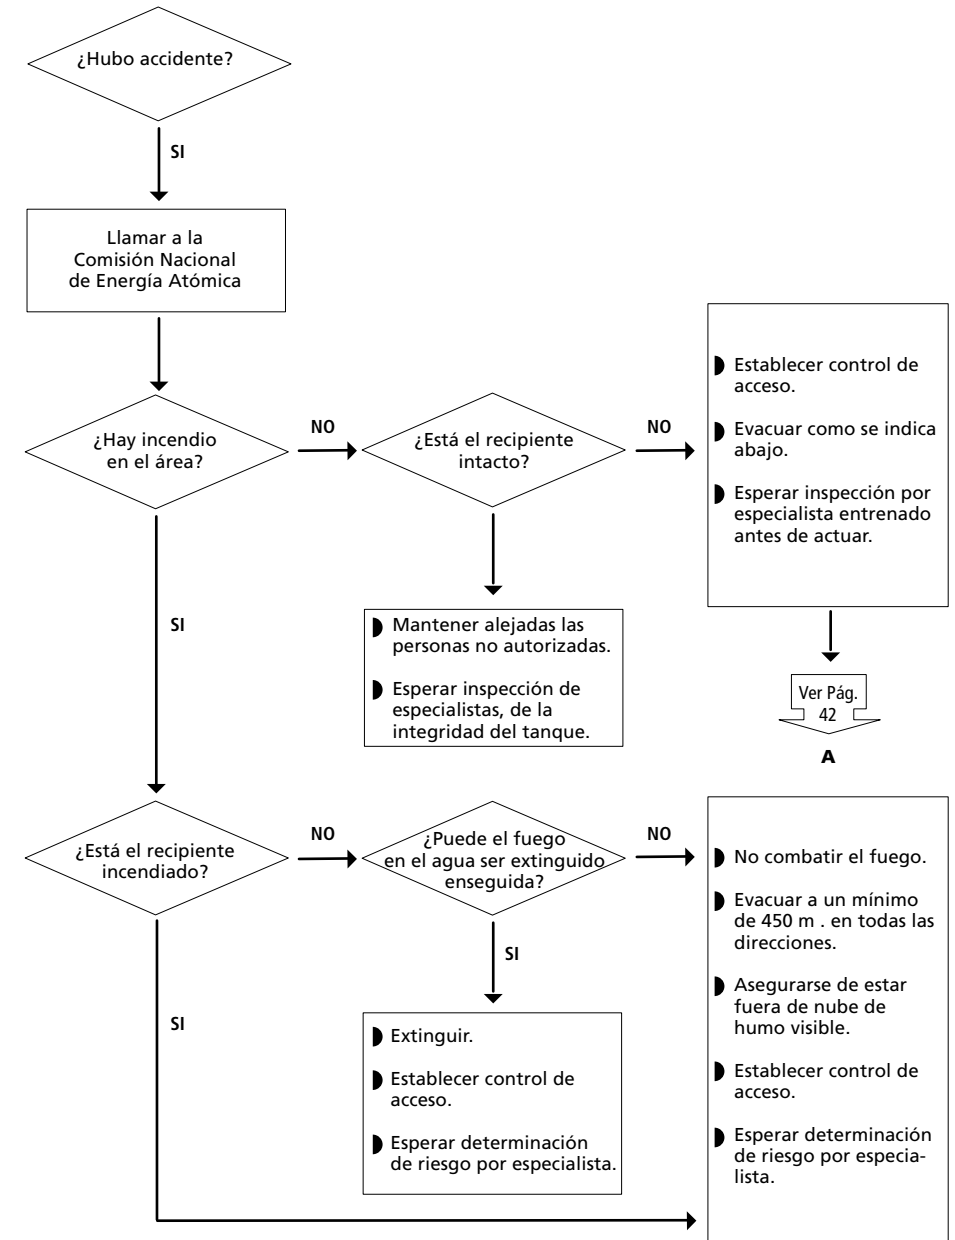 ¿Hubo accidente?
SI
Llamar a la
Comisión Nacional
de Energía Atómica
¿Hay incendio
en el área?
NO
¿Está el recipiente
intacto?
NO
Establecer control de
acceso.
Evacuar como se indica
abajo.
Esperar inspección por
especialista entrenado
antes de actuar.
SI
Mantener alejadas las
personas no autorizadas.
Esperar inspección de
especialistas, de la
integridad del tanque.
Ver Pág.
42
A
¿Está el recipiente
incendiado?
NO
¿Puede el fuego
en el agua ser extinguido
enseguida?
NO
No combatir el fuego.
Evacuar a un mínimo
de 450 m . en todas las
direcciones.
Asegurarse de estar
fuera de nube de
humo visible.
Establecer control de
acceso.
Esperar determinación
de riesgo por especia-
lista.
SI
SI
Extinguir.
Establecer control de
acceso.
Esperar determinación
de riesgo por especialista.